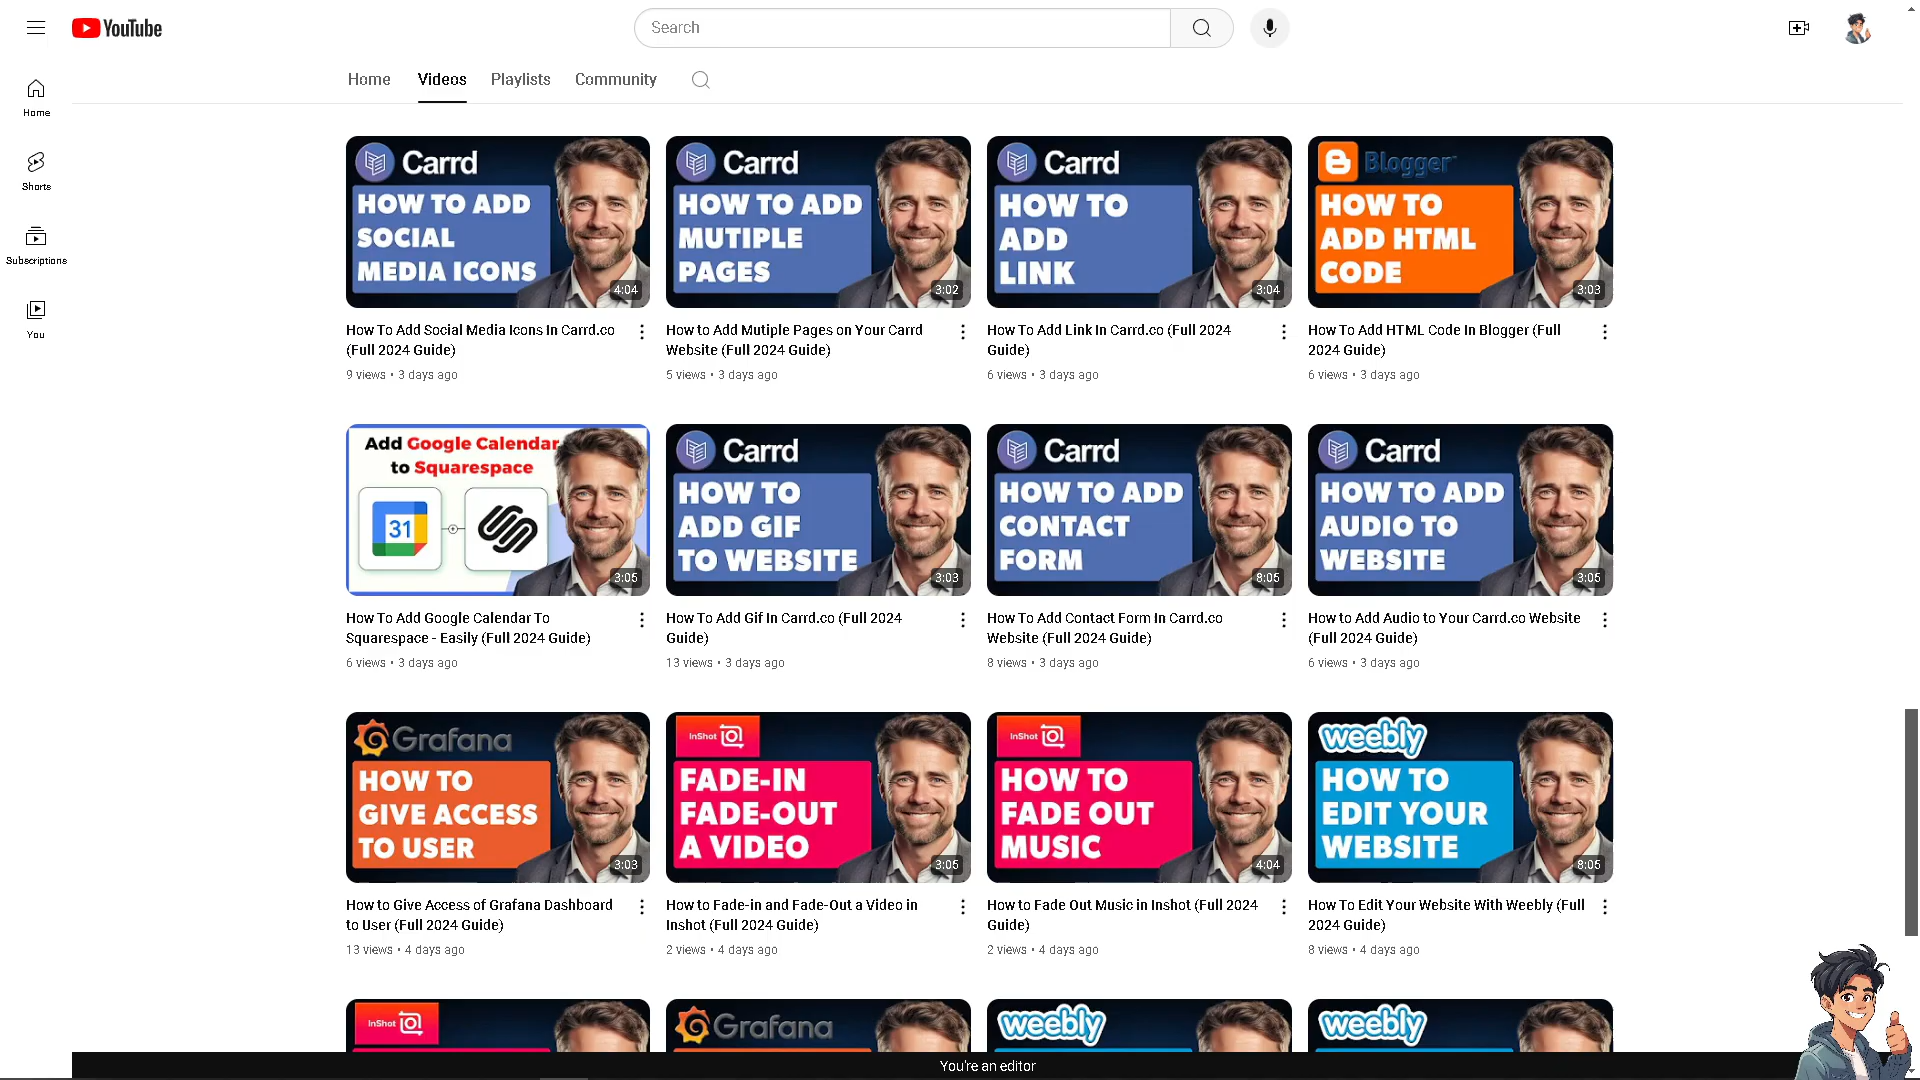 YouTube
Search
Home
Videos
Playlists
Community
Home
Shorts
Subscriptions
You
Carrd
HOW TO ADD
SOCIAL
MEDIA ICONS
4:04
Carrd
HOW TO ADD
MUTIPLE
PAGES
3:02
Carrd
HOW TO
ADD
LINK
3:04
Blogger
HOW TO
ADD HTML
CODE
3:03
How To Add Social Media Icons In Carrd.co
(Full 2024 Guide)
9 views • 3 days ago
How to Add Mutiple Pages on Your Carrd
Website (Full 2024 Guide)
5 views • 3 days ago
How To Add Link In Carrd.co (Full 2024
Guide)
6 views • 3 days ago
How To Add HTML Code In Blogger (Full
2024 Guide)
6 views • 3 days ago
Add Google Calendar
to Squarespace
31
3:05
Carrd
HOW TO
ADD GIF
TO WEBSITE
3:03
Carrd
HOW TO ADD
CONTACT
FORM
8:05
Carrd
HOW TO ADD
AUDIO TO
WEBSITE
3:05
How To Add Google Calendar To
Squarespace - Easily (Full 2024 Guide)
6 views • 3 days ago
How To Add Gif In Carrd.co (Full 2024
Guide)
13 views • 3 days ago
How To Add Contact Form In Carrd.co
Website (Full 2024 Guide)
8 views • 3 days ago
How to Add Audio to Your Carrd.co Website
(Full 2024 Guide)
6 views • 3 days ago
Grafana
HOW TO
GIVE ACCESS
TO USER
3:03
InShot
FADE-IN
FADE-OUT
A VIDEO
3:05
InShot
HOW TO
FADE OUT
MUSIC
4:04
weebly
HOW TO
EDIT YOUR
WEBSITE
8:05
How to Give Access of Grafana Dashboard
to User (Full 2024 Guide)
13 views • 4 days ago
How to Fade-in and Fade-Out a Video in
Inshot (Full 2024 Guide)
2 views • 4 days ago
How to Fade Out Music in Inshot (Full 2024
Guide)
2 views • 4 days ago
How To Edit Your Website With Weebly (Full
2024 Guide)
8 views • 4 days ago
InShot
Grafana
weebly
weebly
You're an editor